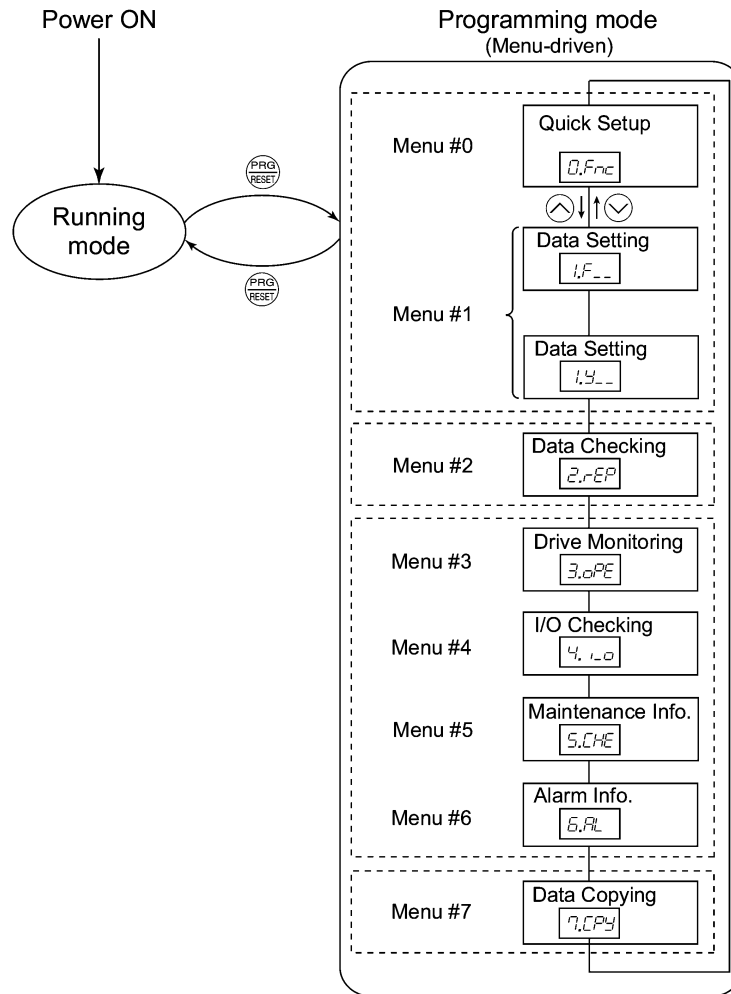 Power ON
Programming mode
(Menu-driven)
Menu #0
Quick Setup
0.Fnc
PRG
RESET
Running
mode
PRG
RESET
Menu #1
Data Setting
1.F__
Data Setting
1.y__
Menu #2
Data Checking
2.rEP
Menu #3
Drive Monitoring
3.oPE
Menu #4
I/O Checking
4.i_o
Menu #5
Maintenance Info.
5.CHE
Menu #6
Alarm Info.
6.AL
Menu #7
Data Copying
7.CPY